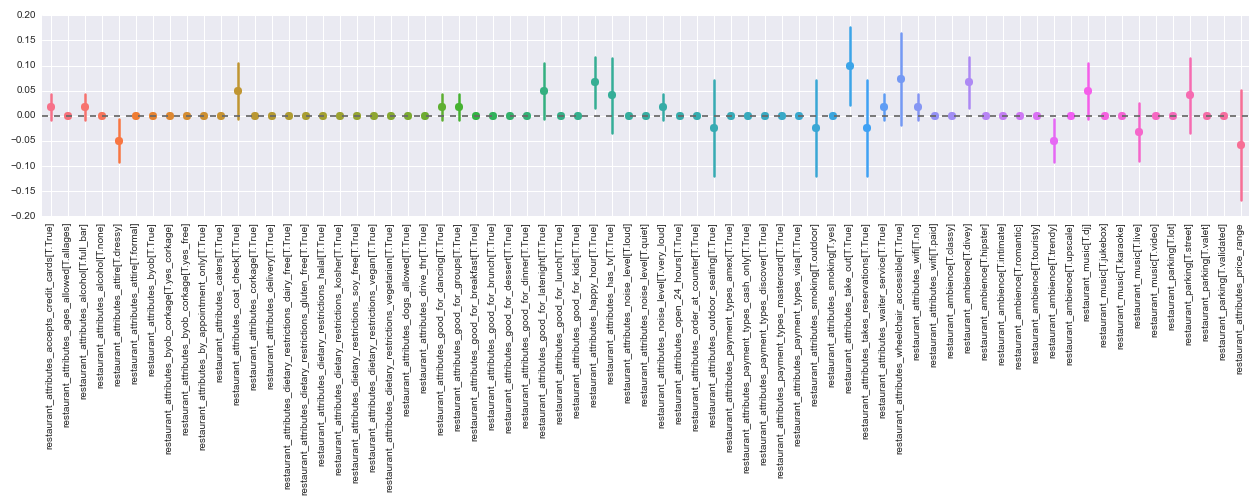 0.20
0.15
0.10
0.05
0.00
−0.05
−0.10
−0.15
−0.20
restaurant_attributes_accepts_credit_cards[T.True]
restaurant_attributes_ages_allowed[T.allages]
restaurant_attributes_alcohol[T.full_bar]
restaurant_attributes_alcohol[T.none]
restaurant_attributes_attire[T.dressy]
restaurant_attributes_attire[T.formal]
restaurant_attributes_byob[T.True]
restaurant_attributes_byob_corkage[T.yes_corkage]
restaurant_attributes_byob_corkage[T.yes_free]
restaurant_attributes_by_appointment_only[T.True]
restaurant_attributes_caters[T.True]
restaurant_attributes_coat_check[T.True]
restaurant_attributes_corkage[T.True]
restaurant_attributes_delivery[T.True]
restaurant_attributes_dietary_restrictions_dairy_free[T.True]
restaurant_attributes_dietary_restrictions_gluten_free[T.True]
restaurant_attributes_dietary_restrictions_halal[T.True]
restaurant_attributes_dietary_restrictions_kosher[T.True]
restaurant_attributes_dietary_restrictions_soy_free[T.True]
restaurant_attributes_dietary_restrictions_vegan[T.True]
restaurant_attributes_dietary_restrictions_vegetarian[T.True]
restaurant_attributes_dogs_allowed[T.True]
restaurant_attributes_drive_thr[T.True]
restaurant_attributes_good_for_dancing[T.True]
restaurant_attributes_good_for_groups[T.True]
restaurant_attributes_good_for_breakfast[T.True]
restaurant_attributes_good_for_brunch[T.True]
restaurant_attributes_good_for_dessert[T.True]
restaurant_attributes_good_for_dinner[T.True]
restaurant_attributes_good_for_latenight[T.True]
restaurant_attributes_good_for_lunch[T.True]
restaurant_attributes_good_for_kids[T.True]
restaurant_attributes_happy_hour[T.True]
restaurant_attributes_has_tv[T.True]
restaurant_attributes_noise_level[T.loud]
restaurant_attributes_noise_level[T.quiet]
restaurant_attributes_noise_level[T.very_loud]
restaurant_attributes_open_24_hours[T.True]
restaurant_attributes_order_at_counter[T.True]
restaurant_attributes_outdoor_seating[T.True]
restaurant_attributes_payment_types_amex[T.True]
restaurant_attributes_payment_types_cash_only[T.True]
restaurant_attributes_payment_types_discover[T.True]
restaurant_attributes_payment_types_mastercard[T.True]
restaurant_attributes_payment_types_visa[T.True]
restaurant_attributes_smoking[T.outdoor]
restaurant_attributes_smoking[T.yes]
restaurant_attributes_take_out[T.True]
restaurant_attributes_takes_reservations[T.True]
restaurant_attributes_waiter_service[T.True]
restaurant_attributes_wheelchair_accessible[T.True]
restaurant_attributes_wifi[T.no]
restaurant_attributes_wifi[T.paid]
restaurant_ambience[T.classy]
restaurant_ambience[T.divey]
restaurant_ambience[T.hipster]
restaurant_ambience[T.intimate]
restaurant_ambience[T.romantic]
restaurant_ambience[T.touristy]
restaurant_ambience[T.trendy]
restaurant_ambience[T.upscale]
restaurant_music[T.dj]
restaurant_music[T.jukebox]
restaurant_music[T.karaoke]
restaurant_music[T.live]
restaurant_music[T.video]
restaurant_parking[T.lot]
restaurant_parking[T.street]
restaurant_parking[T.valet]
restaurant_parking[T.validated]
restaurant_attributes_price_range